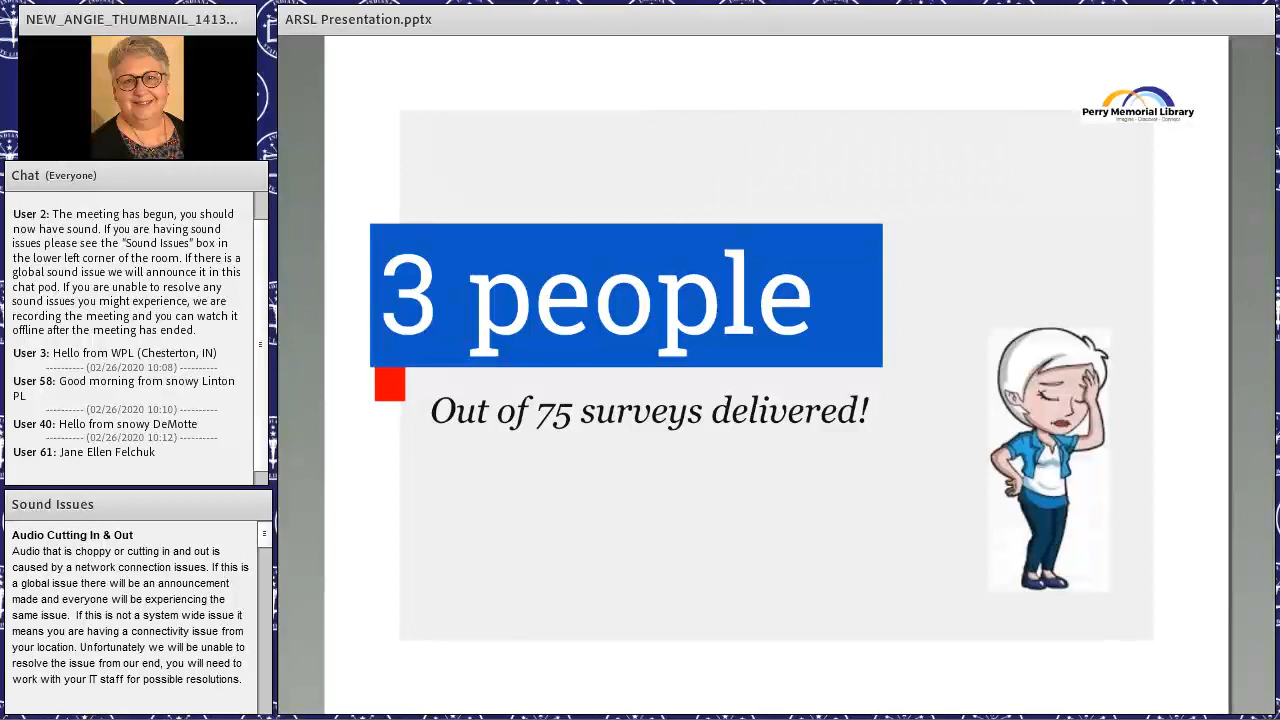 NEW_ANGIE_THUMBNAIL_1413...
ARSL Presentation.pptx
Chat (Everyone)
User 2: The meeting has begun, you should
now have sound. If you are having sound
issues please see the "Sound Issues" box in
the lower left corner of the room. If there is a
global sound issue we will announce it in this
chat pod. If you are unable to resolve any
sound issues you might experience, we are
recording the meeting and you can watch it
offline after the meeting has ended.
User 3: Hello from WPL (Chesterton, IN)
---------- (02/26/2020 10:08) ----------
User 58: Good morning from snowy Linton
PL
---------- (02/26/2020 10:10) ----------
User 40: Hello from snowy DeMotte
---------- (02/26/2020 10:12) ----------
User 61: Jane Ellen Felchuk
Sound Issues
Audio Cutting In & Out
Audio that is choppy or cutting in and out is
caused by a network connection issues. If this is
a global issue there will be an announcement
made and everyone will be experiencing the
same issue.  If this is not a system wide issue it
means you are having a connectivity issue from
your location. Unfortunately we will be unable to
resolve the issue from our end, you will need to
work with your IT staff for possible resolutions.
Perry Memorial Library
Imagine - Discover - Connect
3 people
Out of 75 surveys delivered!